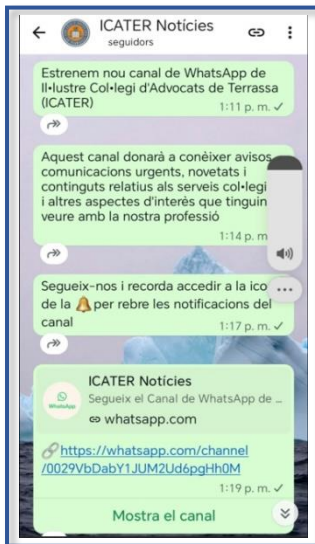 ICATER Notícies
seguidors
Estrenem nou canal de WhatsApp de
Il•lustre Col•legi d'Advocats de Terrassa
(ICATER)
1:11 p. m.
Aquest canal donarà a conèixer avisos,
comunicacions urgents, novetats i
continguts relatius als serveis col•legi
i altres aspectes d'interès que tinguin
veure amb la nostra professió
1:14 p. m
Segueix-nos i recorda accedir a la ico
de la 🔔 per rebre les notificacions del
canal
1:17 p. m.
WhatsApp
ICATER Notícies
Segueix el Canal de WhatsApp de ...
whatsapp.com
🔗https://whatsapp.com/channel
/0029VbDabY1JUM2Ud6pgHh0M
1:19 p. m.
Mostra el canal